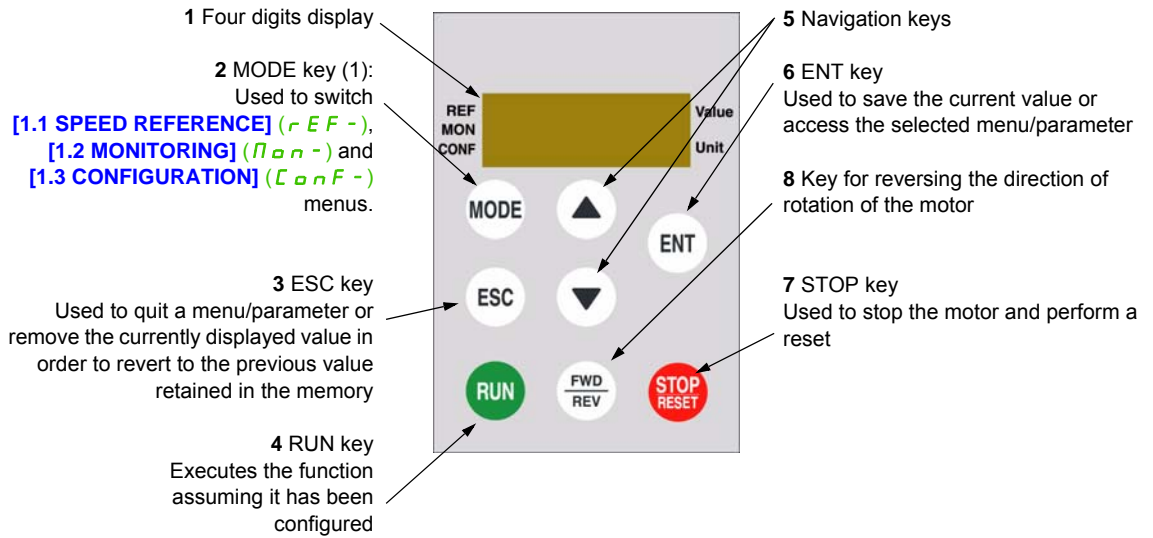 1 Four digits display
2 MODE key (1):
Used to switch
[1.1 SPEED REFERENCE] (rEF-),
[1.2 MONITORING] (Mon-) and
[1.3 CONFIGURATION] (ConF-)
menus.
3 ESC key
Used to quit a menu/parameter or
remove the currently displayed value in
order to revert to the previous value
retained in the memory
4 RUN key
Executes the function
assuming it has been
configured
REF
MON
CONF
Value
Unit
MODE
ENT
ESC
RUN
FWD
REV
STOP
RESET
5 Navigation keys
6 ENT key
Used to save the current value or
access the selected menu/parameter
8 Key for reversing the direction of
rotation of the motor
7 STOP key
Used to stop the motor and perform a
reset